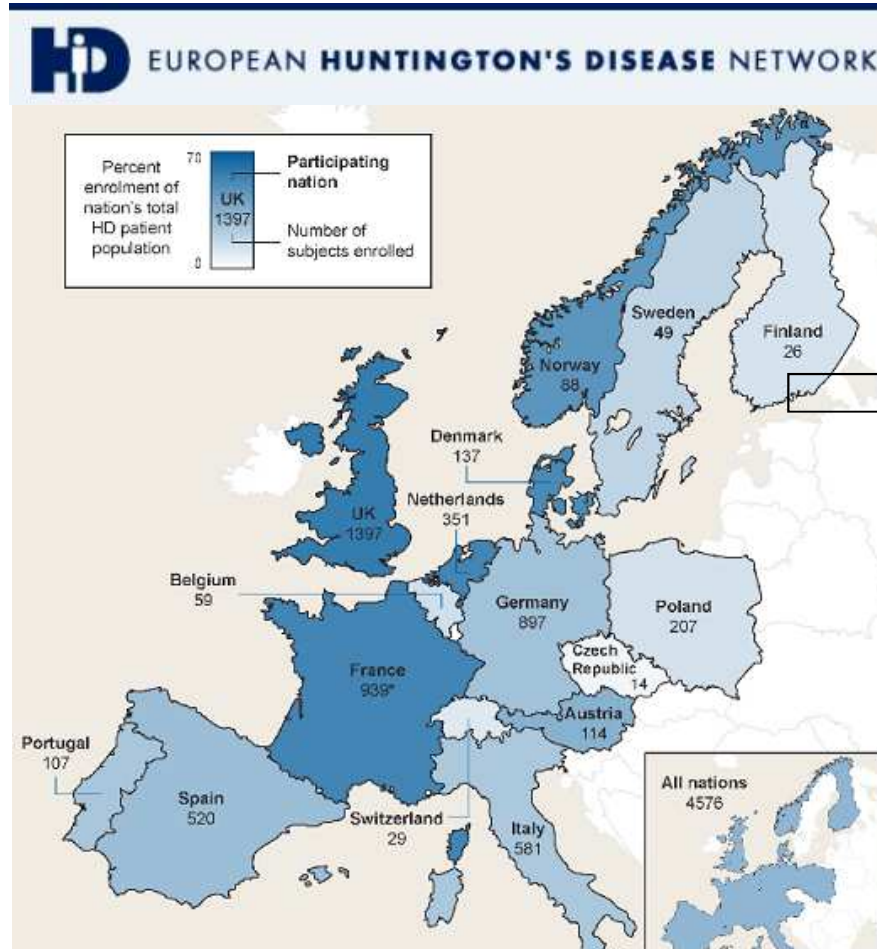 HD EUROPEAN HUNTINGTON'S DISEASE NETWORK
Percent
enrolment of
nation's total
HD patient
population
70
UK
1397
0
Participating
nation
Number of
subjects enrolled
Sweden
49
Finland
26
Norway
88
Denmark
137
Netherlands
351
UK
1397
Belgium
59
Germany
897
Poland
207
Czech
Republic
14
France
939*
Austria
114
Portugal
107
Spain
520
Switzerland
29
Italy
581
All nations
4576